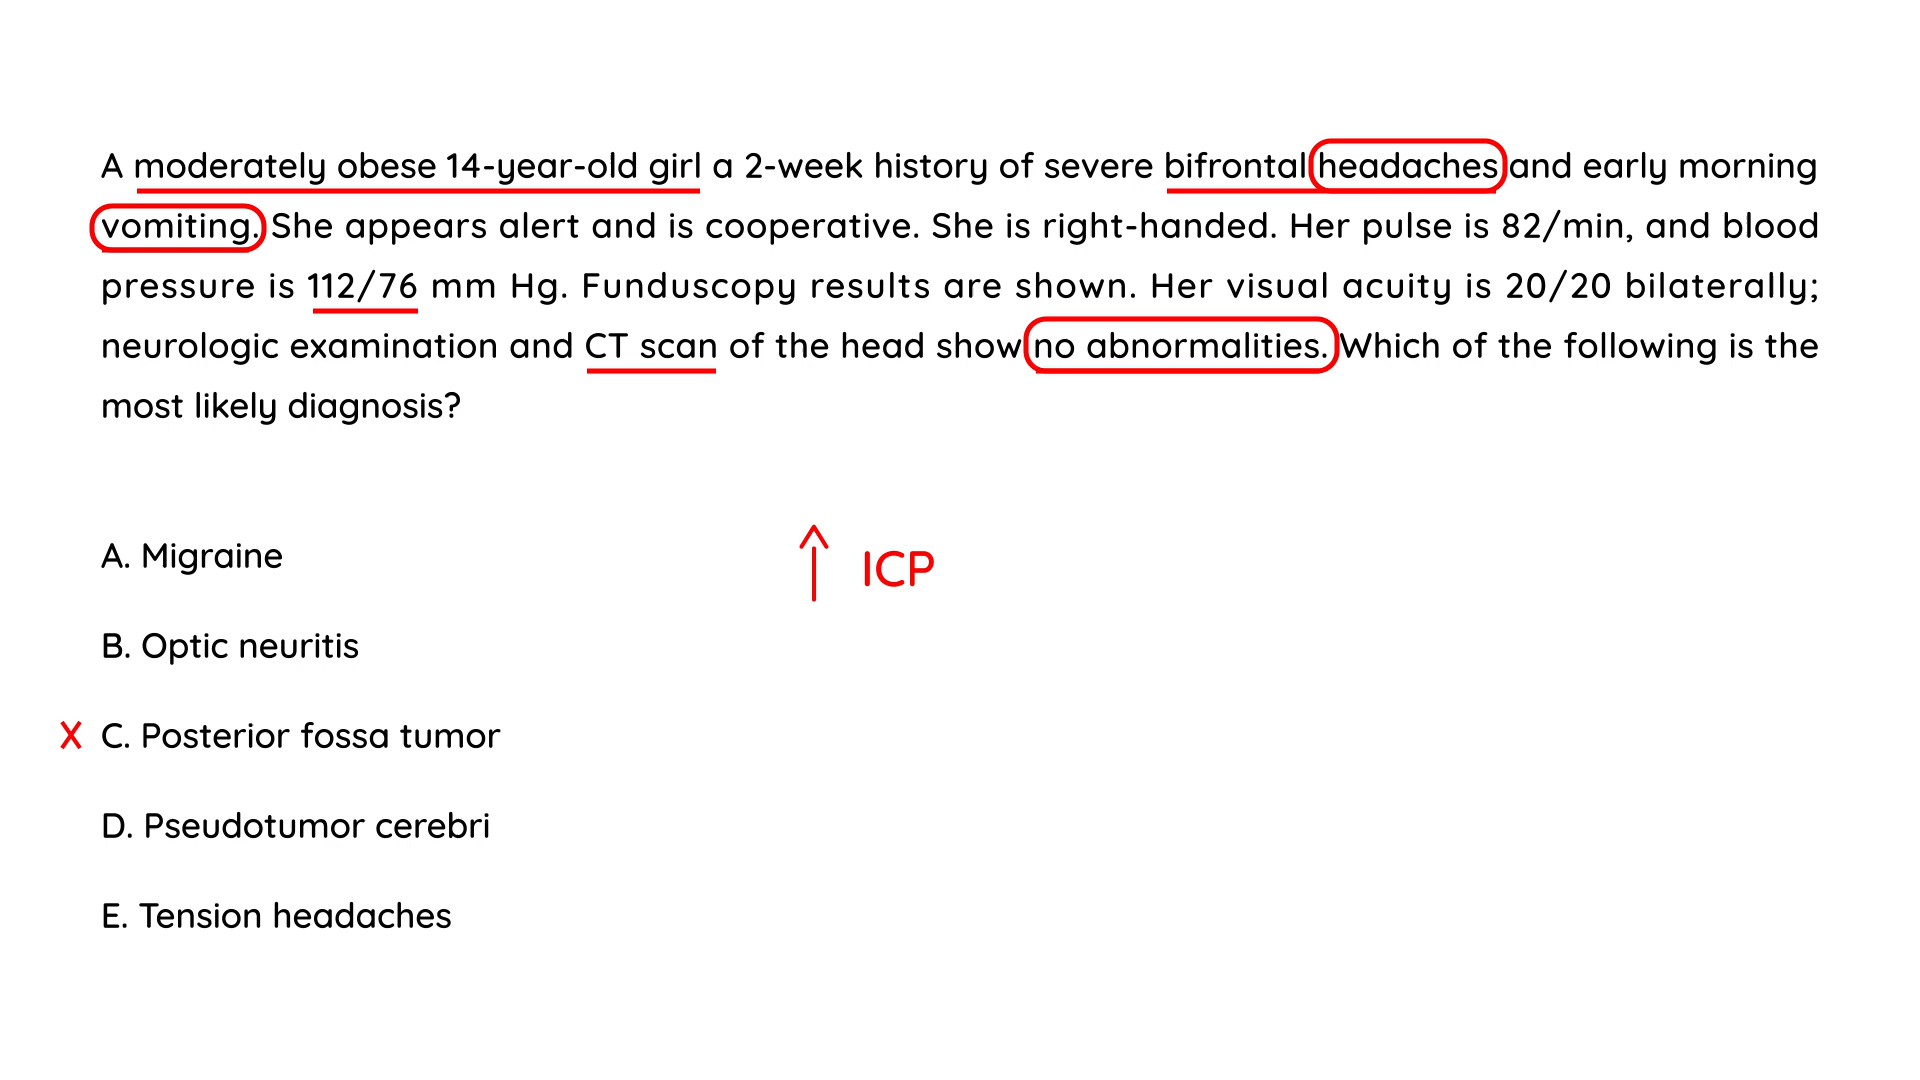 A moderately obese 14-year-old girl a 2-week history of severe bifrontal headaches and early morning
vomiting. She appears alert and is cooperative. She is right-handed. Her pulse is 82/min, and blood
pressure is 112/76 mm Hg. Funduscopy results are shown. Her visual acuity is 20/20 bilaterally;
neurologic examination and CT scan of the head show no abnormalities. Which of the following is the
most likely diagnosis?
A. Migraine
↑ ICP
B. Optic neuritis
X C. Posterior fossa tumor
D. Pseudotumor cerebri
E. Tension headaches